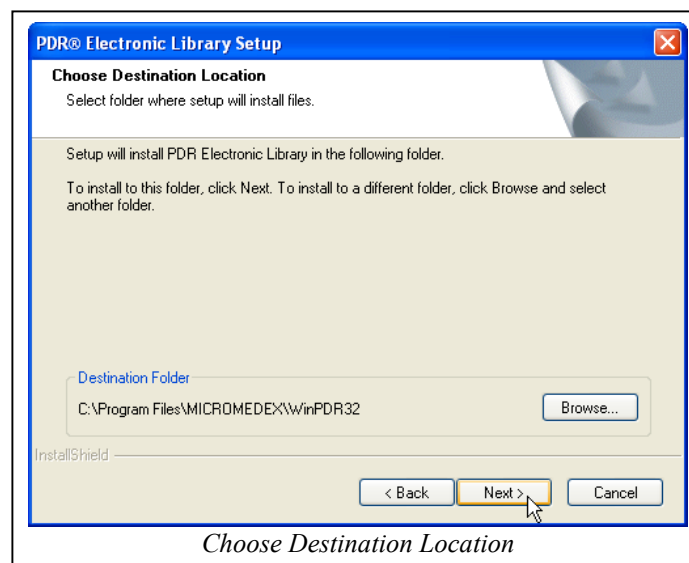 PDR® Electronic Library Setup
Choose Destination Location
Select folder where setup will install files.
Setup will install PDR Electronic Library in the following folder.
To install to this folder, click Next. To install to a different folder, click Browse and select
another folder.
Destination Folder
C:\Program Files\MICROMEDEX\WinPDR32
Browse...
InstallShield
< Back
Next >
Cancel
Choose Destination Location